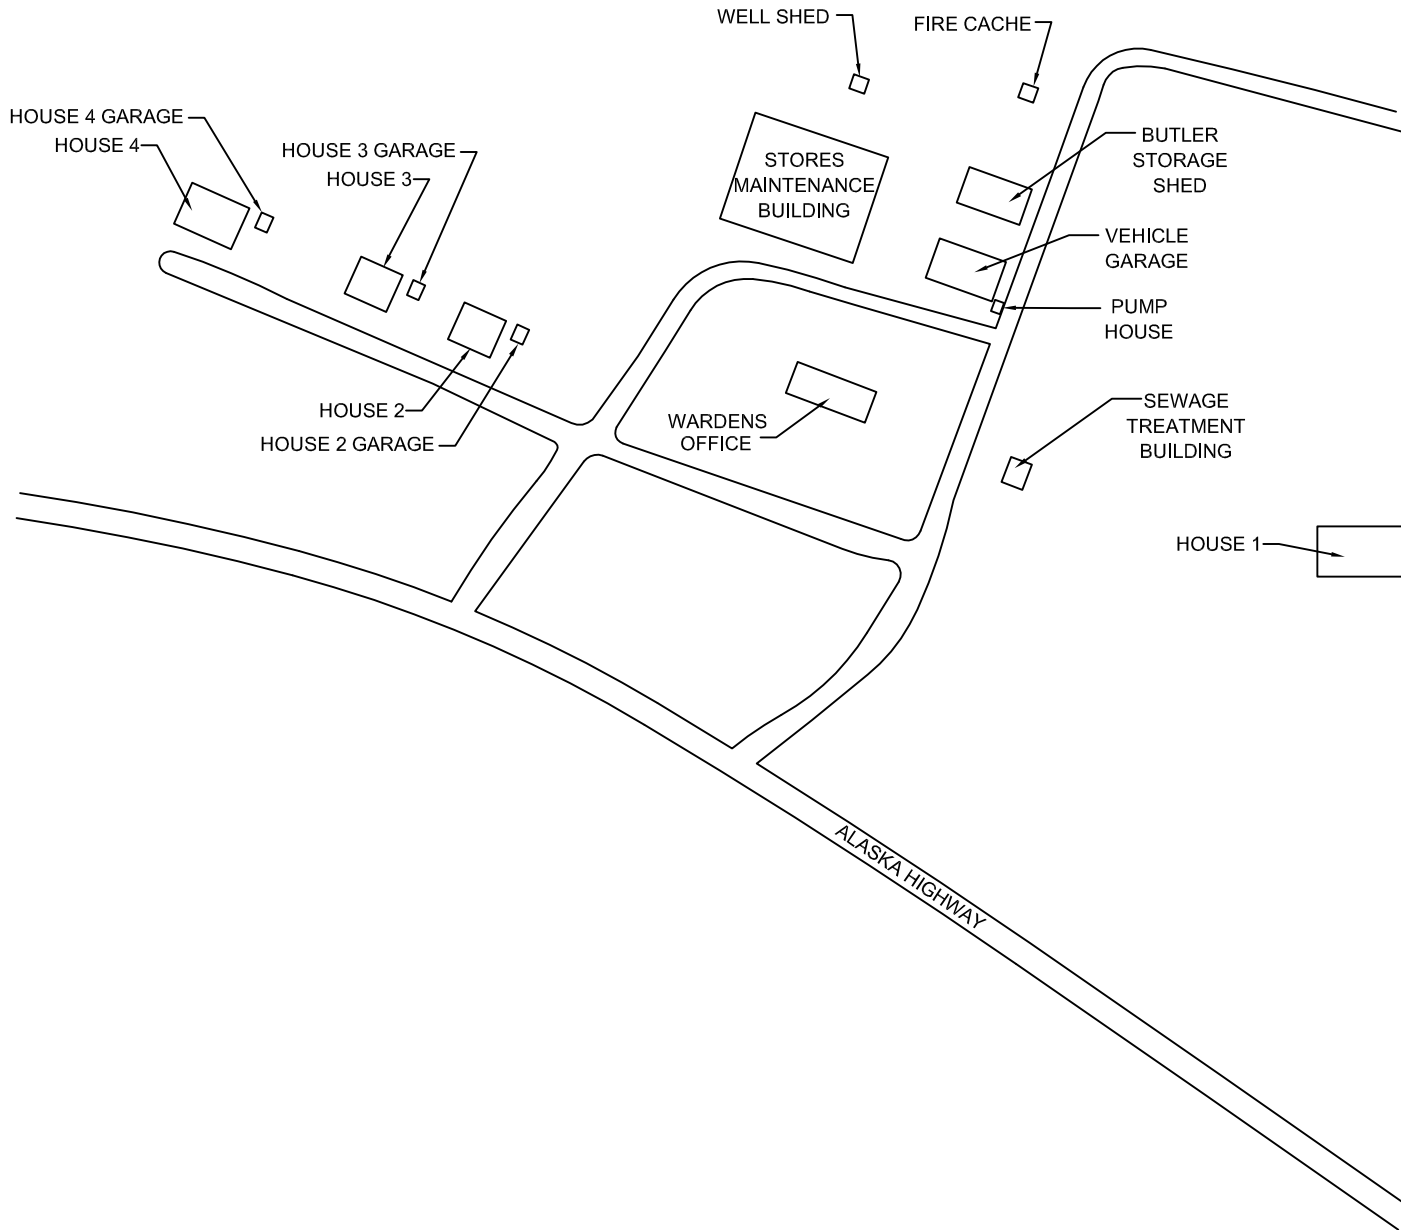 WELL SHED
FIRE CACHE
HOUSE 4 GARAGE
HOUSE 4
HOUSE 3 GARAGE
HOUSE 3
STORES
MAINTENANCE
BUILDING
BUTLER
STORAGE
SHED
VEHICLE
GARAGE
PUMP
HOUSE
HOUSE 2
HOUSE 2 GARAGE
WARDENS
OFFICE
SEWAGE
TREATMENT
BUILDING
HOUSE 1
ALASKA HIGHWAY